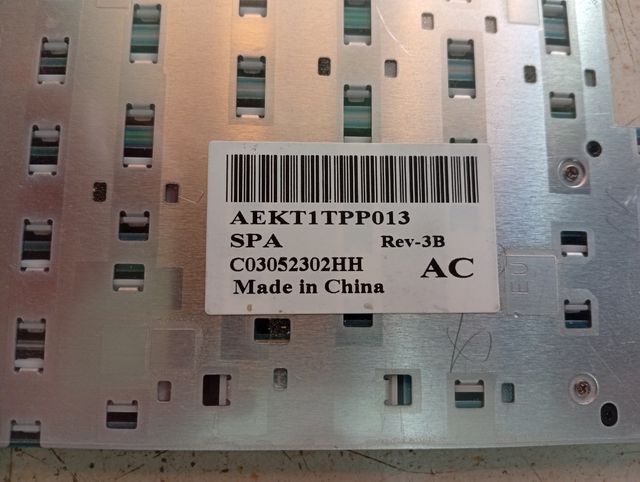 AEKT1TPP013
SPA Rev-3B
C03052302HH AC
Made in China
EU